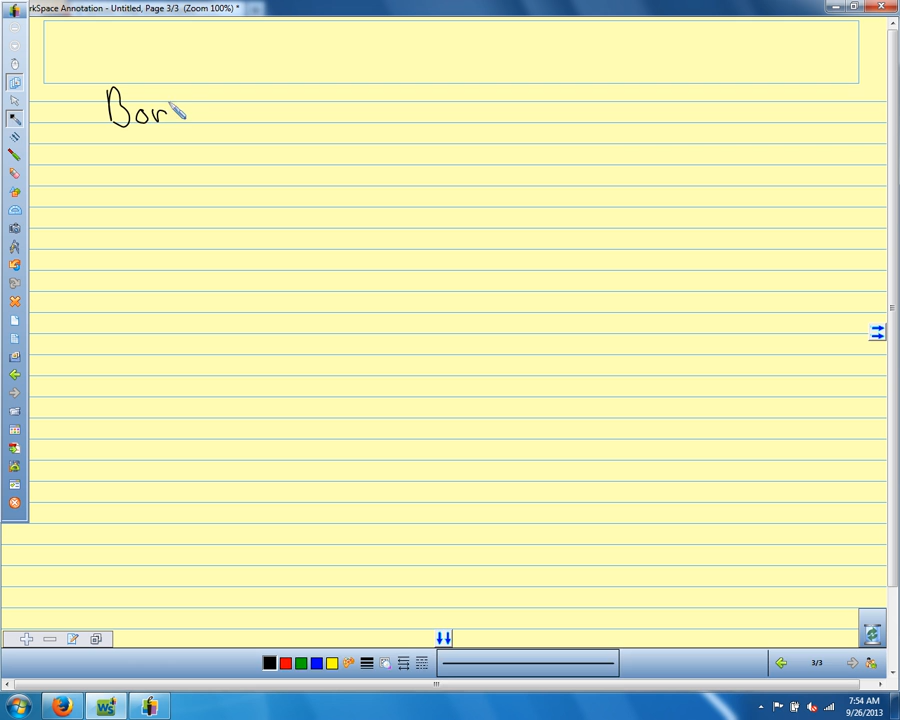 rkSpace Annotation - Untitled, Page 3/3 (Zoom 100%) *
Bor
3/3
7:54 AM
9/26/2013